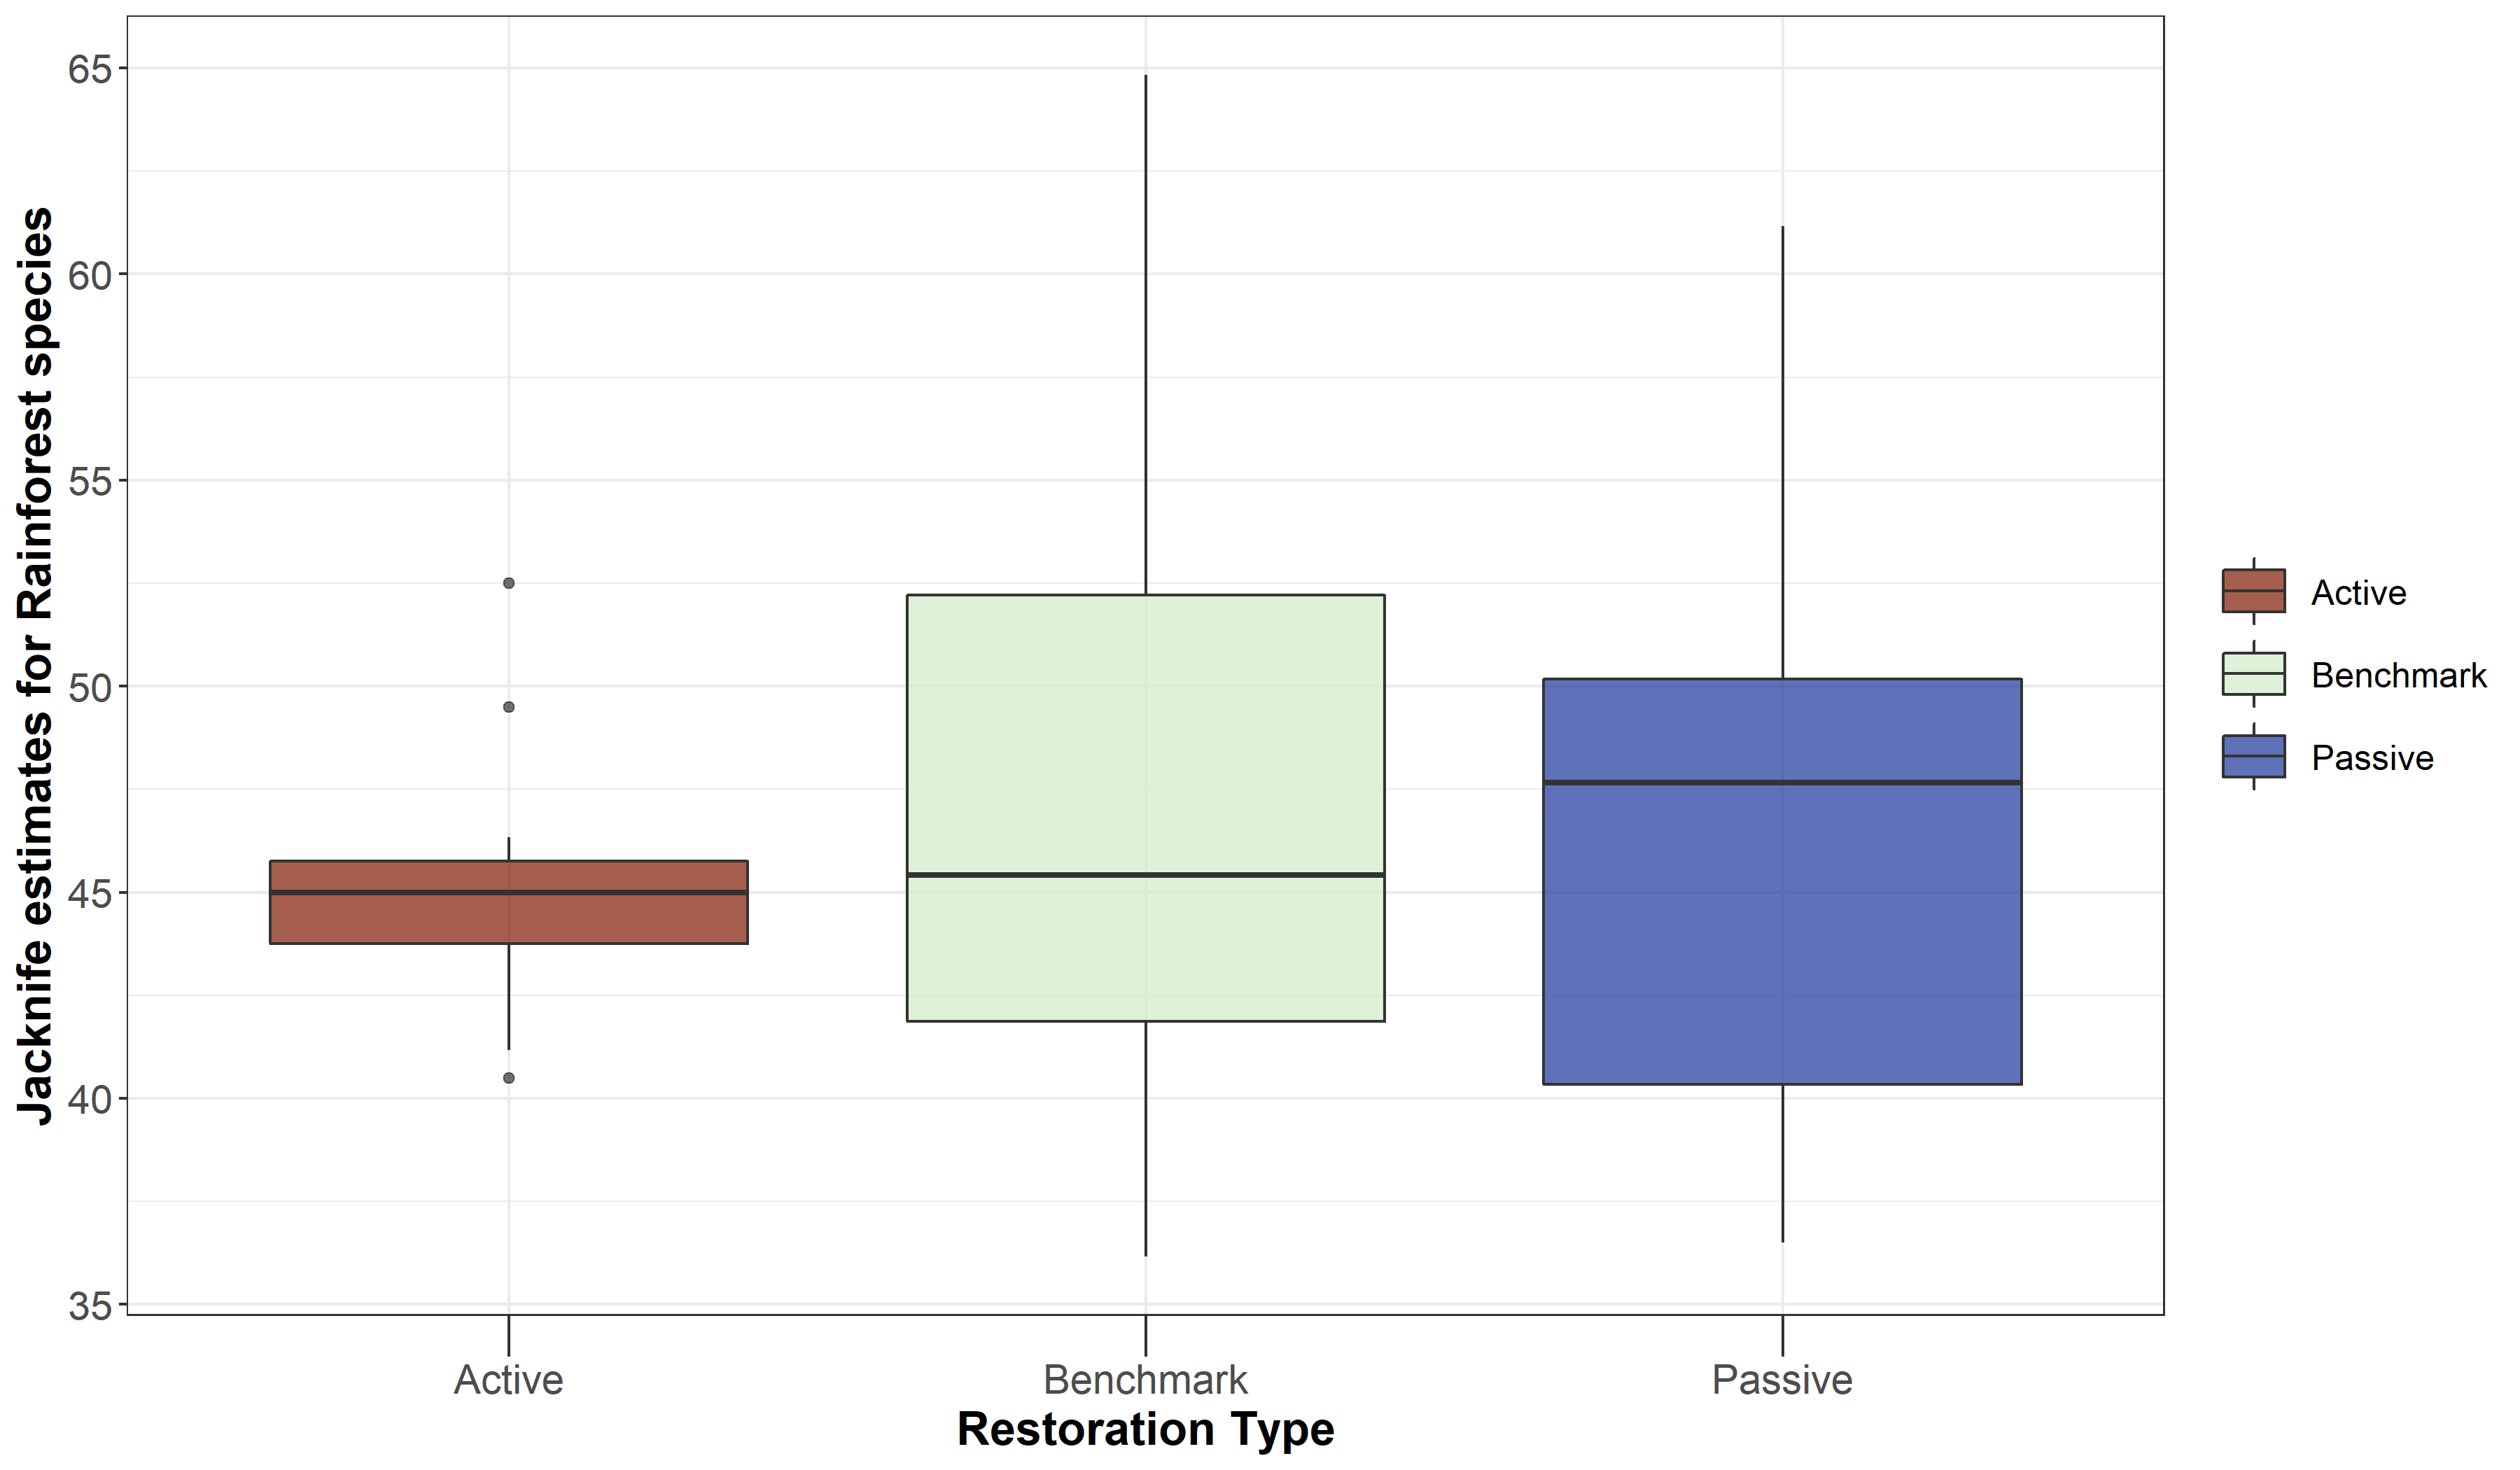 Jacknife estimates for Rainforest species
65
60
55
50
45
40
35
Active
Benchmark
Passive
Restoration Type
Active
Benchmark
Passive